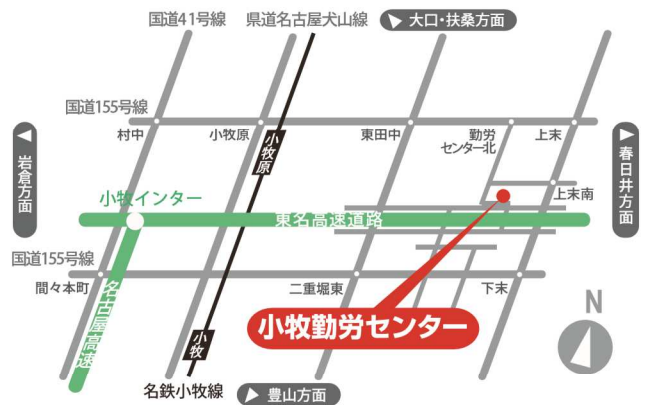 国道41号線
県道名古屋犬山線
大口・扶桑方面
国道155号線
村中
小牧原
東田中
勤労
センター北
上末
岩倉方面
小牧原
春日井方面
小牧インター
上末南
東名高速道路
国道155号線
間々本町
名古屋高速
二重堀東
下末
小牧勤労センター
小牧
N
名鉄小牧線
豊山方面